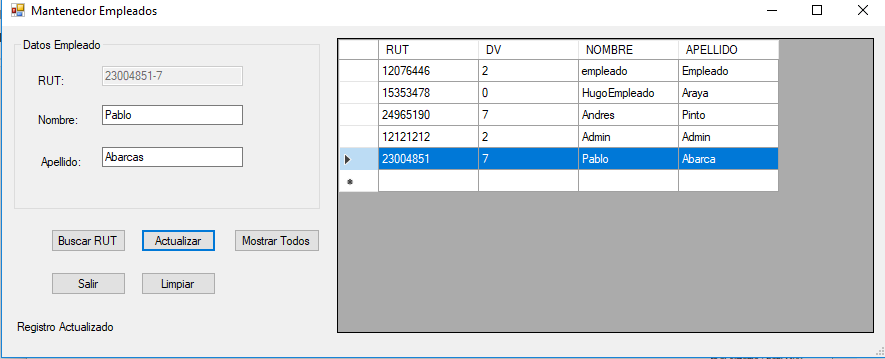 Mantenedor Empleados
Datos Empleado
RUT: 23004851-7
Nombre: Pablo
Apellido: Abarcas
Buscar RUT Actualizar Mostrar Todos
Salir Limpiar
Registro Actualizado
RUT DV NOMBRE APELLIDO
12076446 2 empleado Empleado
15353478 0 HugoEmpleado Araya
24965190 7 Andres Pinto
12121212 2 Admin Admin
23004851 7 Pablo Abarca